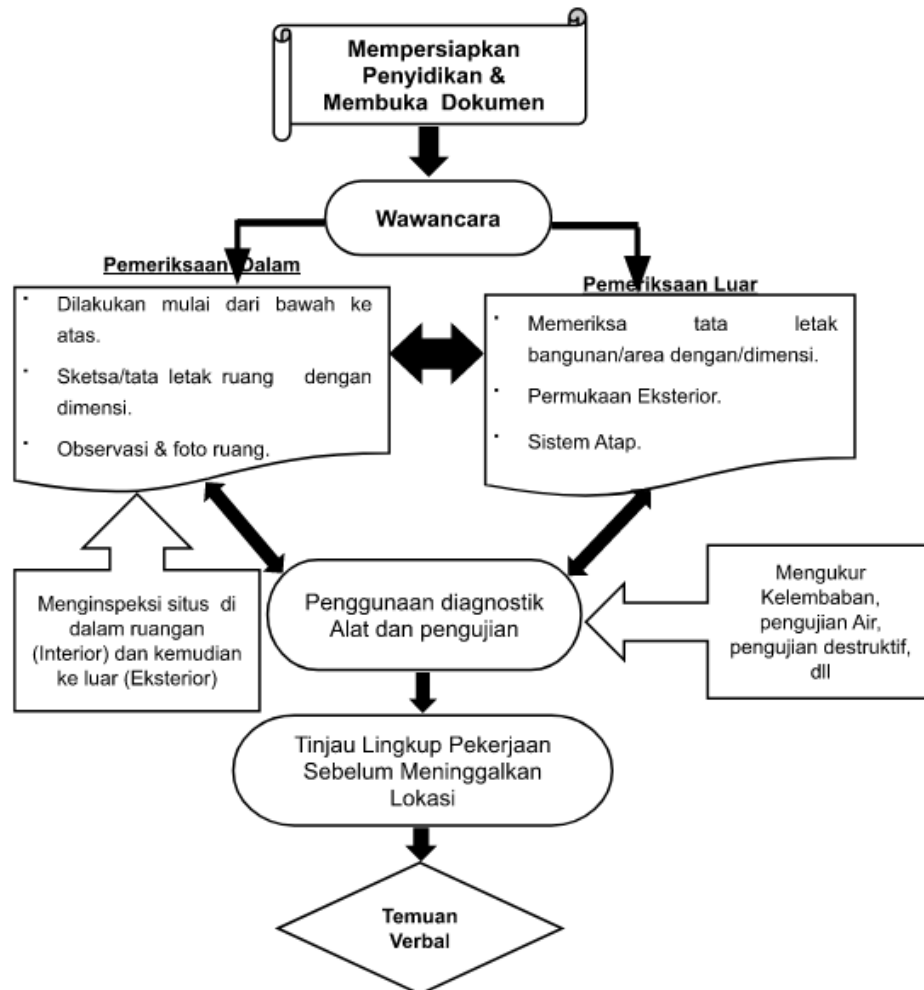 Mempersiapkan
Penyidikan &
Membuka Dokumen
Wawancara
Pemeriksaan Dalam
Dilakukan mulai dari bawah ke
atas.
Sketsa/tata letak ruang dengan
dimensi.
Observasi & foto ruang.
Pemeriksaan Luar
Memeriksa tata letak
bangunan/area dengan/dimensi.
Permukaan Eksterior.
Sistem Atap.
Menginspeksi situs di
dalam ruangan
(Interior) dan kemudian
ke luar (Eksterior)
Penggunaan diagnostik
Alat dan pengujian
Mengukur
Kelembaban,
pengujian Air,
pengujian destruktif,
dll
Tinjau Lingkup Pekerjaan
Sebelum Meninggalkan
Lokasi
Temuan
Verbal